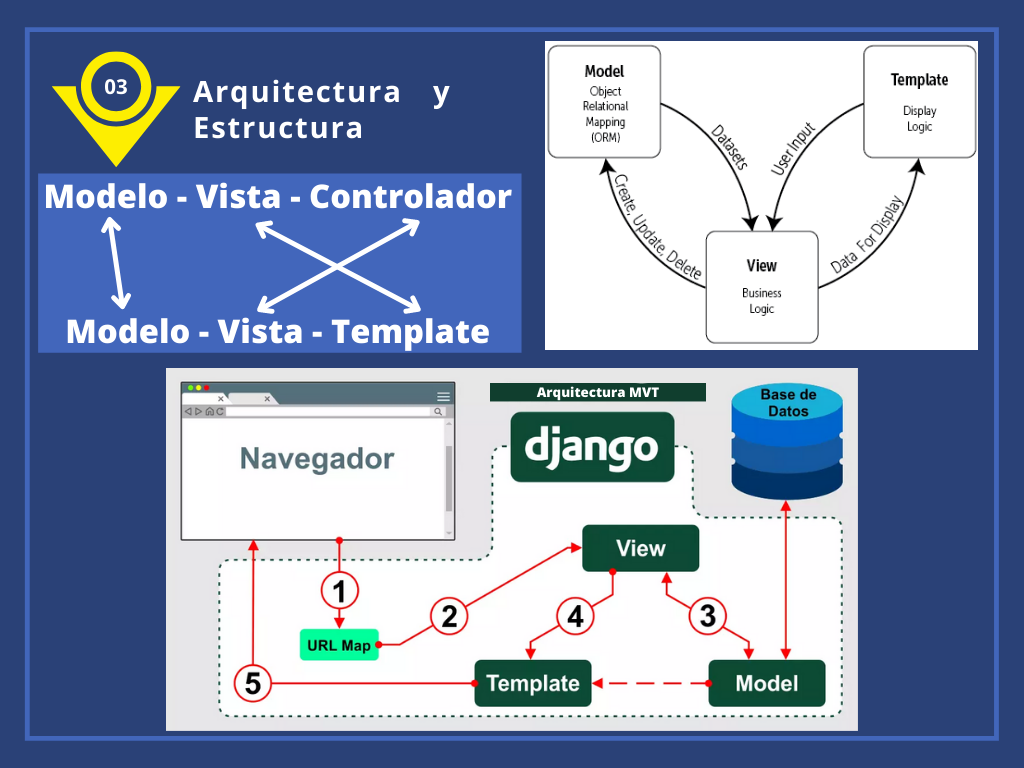 03
Arquitectura y
Estructura
Modelo - Vista - Controlador
Modelo - Vista - Template
Model
Object
Relational
Mapping
(ORM)
Template
Display
Logic
Datasets
User Input
Create, Update, Delete
Data For Display
View
Business
Logic
Arquitectura MVT
django
Base de
Datos
Navegador
View
1
2
4
3
URL Map
5
Template
Model